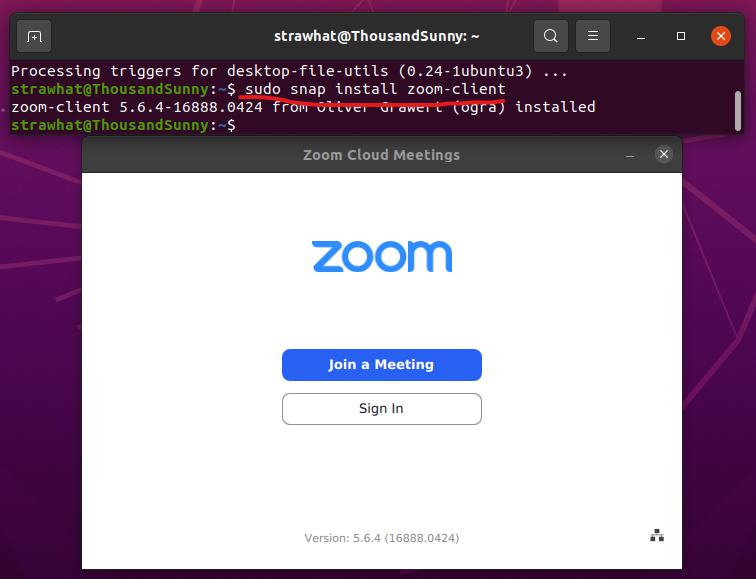 strawhat@ThousandSunny: ~
Processing triggers for desktop-file-utils (0.24-1ubuntu3) ...
strawhat@ThousandSunny:~$ sudo snap install zoom-client
zoom-client 5.6.4-16888.0424 from Oliver Grawert (ogra) installed
strawhat@ThousandSunny:~$
Zoom Cloud Meetings
zoom
Join a Meeting
Sign In
Version: 5.6.4 (16888.0424)